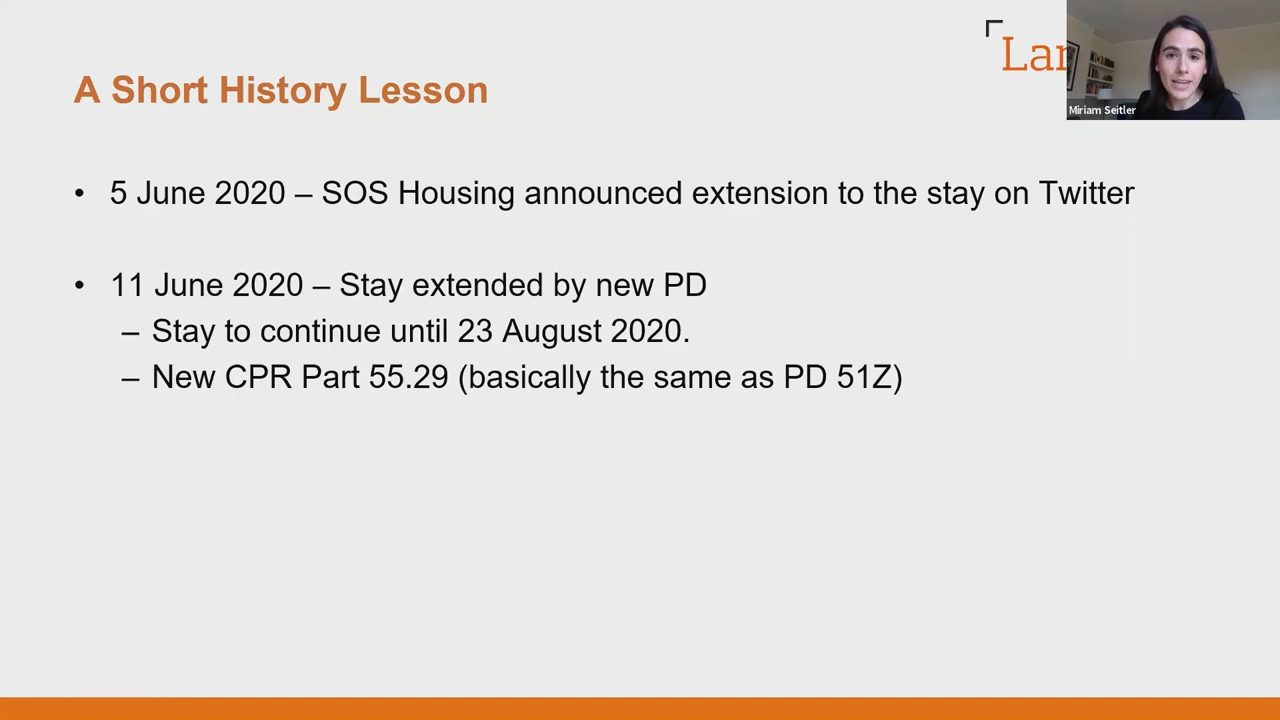 Lan
Miriam Seitler
A Short History Lesson
• 5 June 2020 – SOS Housing announced extension to the stay on Twitter
• 11 June 2020 – Stay extended by new PD
– Stay to continue until 23 August 2020.
– New CPR Part 55.29 (basically the same as PD 51Z)